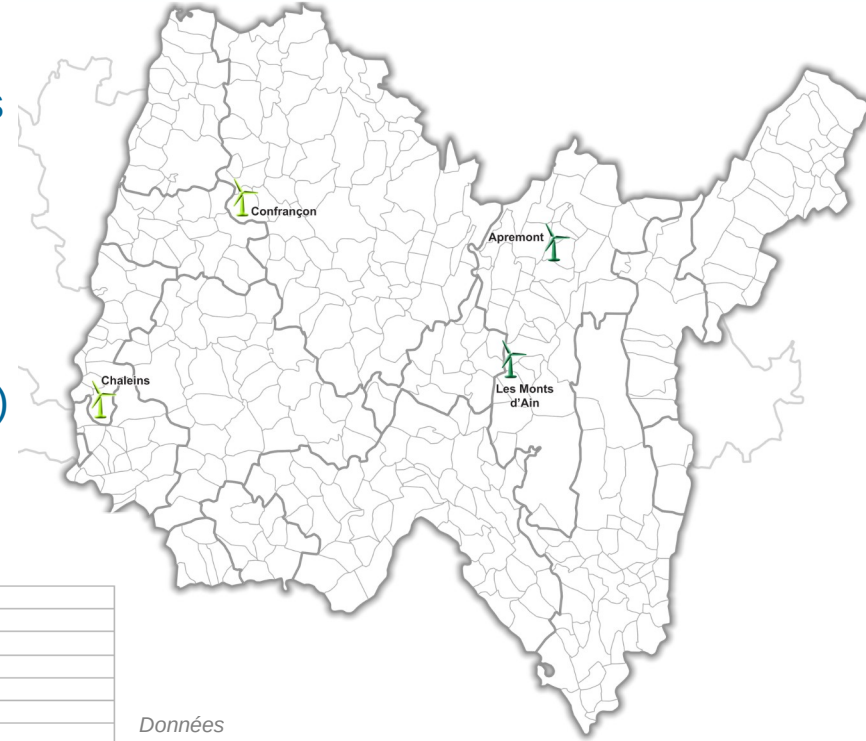 s
Confrançon
Apremont
Les Monts
d'Ain
Chaleins
)
Données